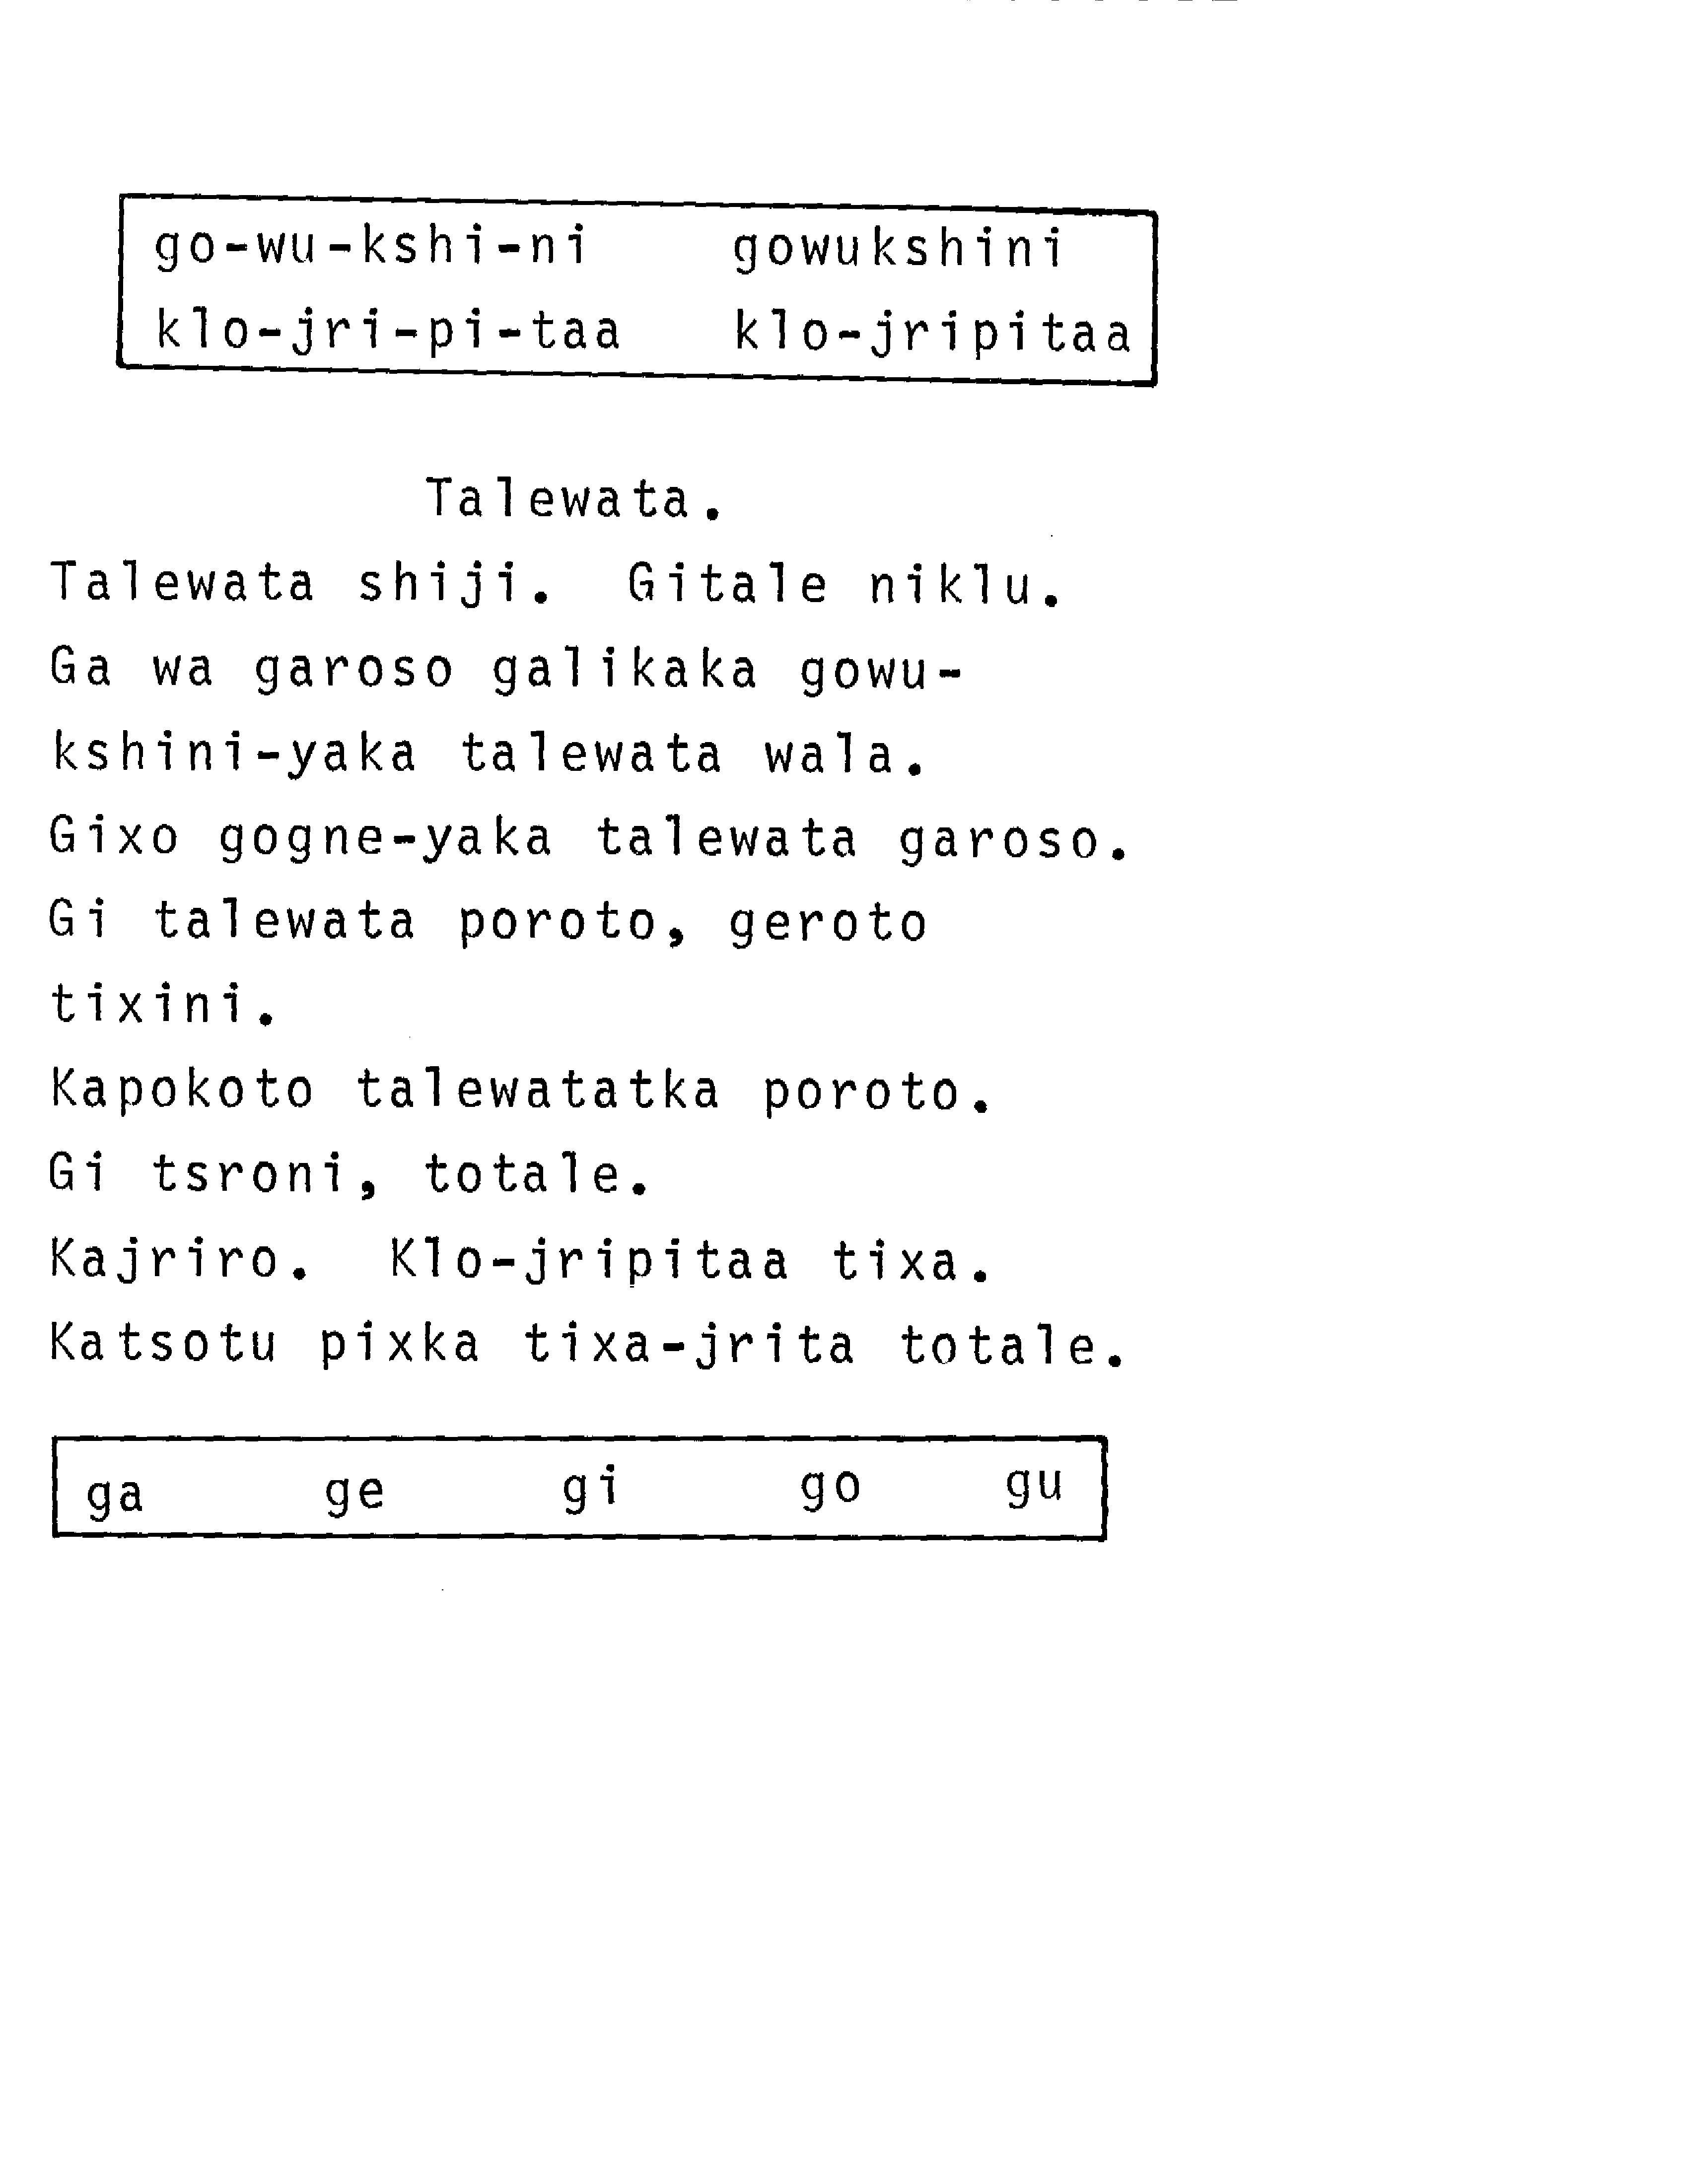 go-wu-kshi-ni gowukshini
klo-jri-pi-taa klo-jripitaa
Talewata.
Talewata shiji. Gitale niklu.
Ga wa garoso galikaka gowu-
kshini-yaka talewata wala.
Gixo gogne-yaka talewata garoso.
Gi talewata poroto, geroto
tixini.
Kapokoto talewatatka poroto.
Gi tsroni, totale.
Kajriro. Klo-jripitaa tixa.
Katsotu pixka tixa-jrita totale.
ga ge gi go gu